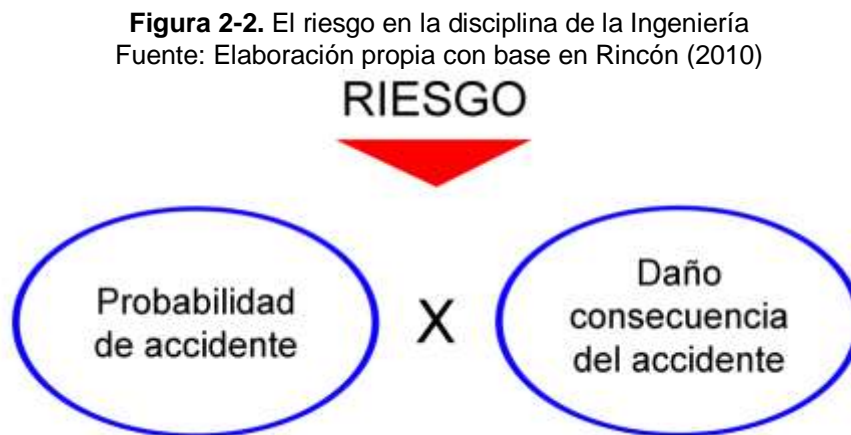 Figura 2-2. El riesgo en la disciplina de la Ingeniería
Fuente: Elaboración propia con base en Rincón (2010)
RIESGO
Probabilidad
de accidente
X
Daño
consecuencia
del accidente